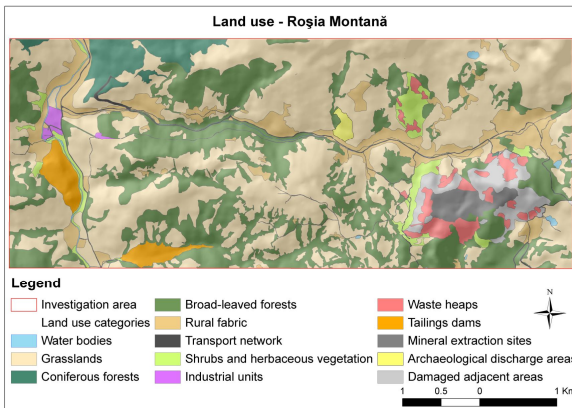 Land use - Roşia Montană
Legend
Investigation area
Land use categories
Water bodies
Grasslands
Coniferous forests
Broad-leaved forests
Rural fabric
Transport network
Shrubs and herbaceous vegetation
Industrial units
Waste heaps
Tailings dams
Mineral extraction sites
Archaeological discharge areas
Damaged adjacent areas
N
1 0.5 0 1 Km